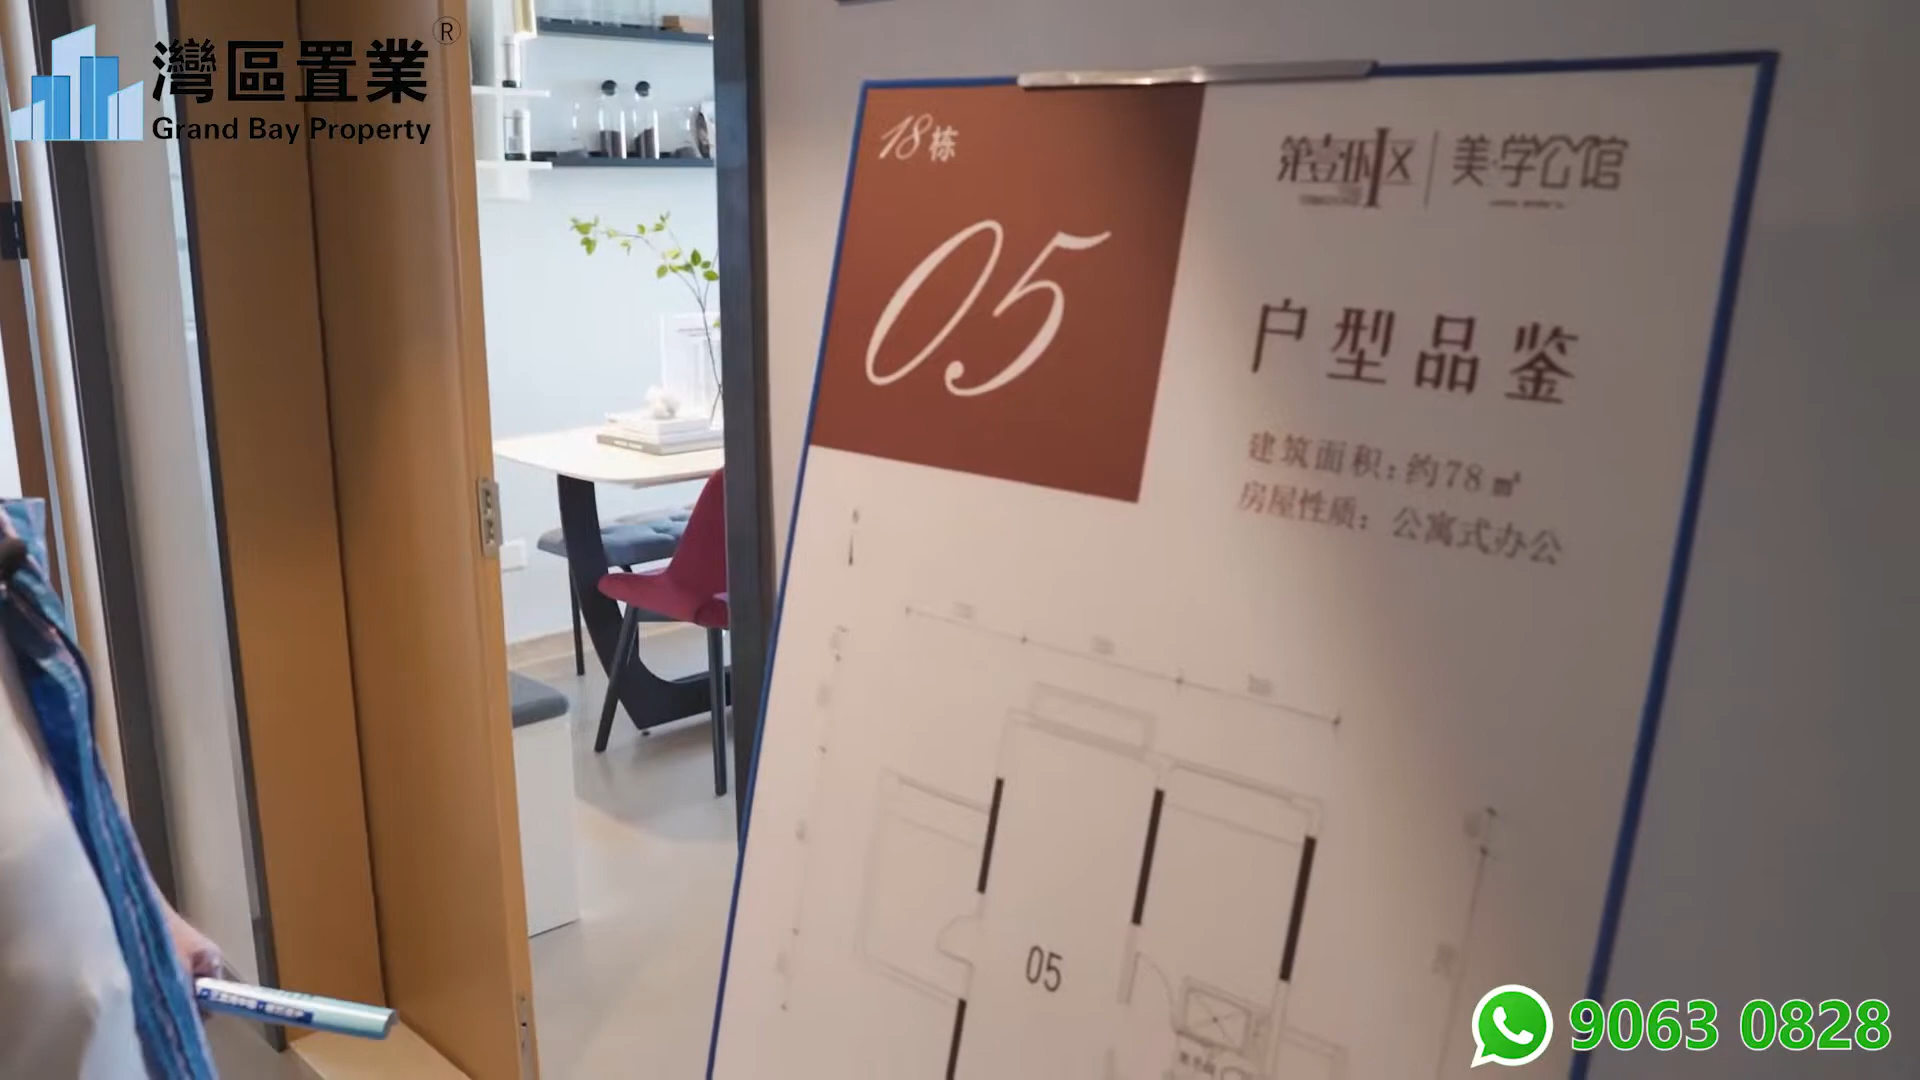 灣區置業®
Grand Bay Property
18栋
05
第壹时区 | 美学公馆
户型品鉴
建筑面积:约78㎡
房屋性质：公寓式办公
05
9063 0828